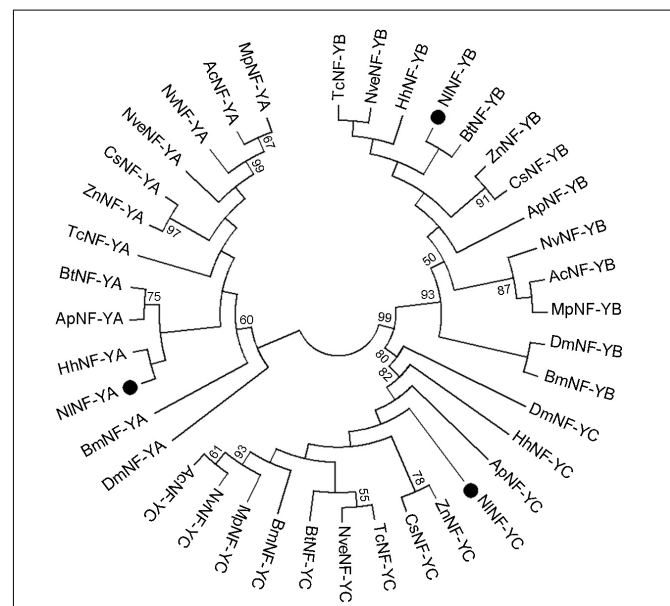 MpNF-YA
AcNF-YA
NvNF-YA
NveNF-YA
CsNF-YA
ZnNF-YA
TcNF-YA
BtNF-YA
ApNF-YA
HhNF-YA
NlNF-YA
BmNF-YA
DmNF-YA
67
99
97
75
60
TcNF-YB
NveNF-YB
HhNF-YB
NlNF-YB
BtNF-YB
ZnNF-YB
CsNF-YB
ApNF-YB
NvNF-YB
AcNF-YB
MpNF-YB
DmNF-YB
BmNF-YB
91
50
87
93
99
80
82
DmNF-YC
HhNF-YC
ApNF-YC
NlNF-YC
ZnNF-YC
CsNF-YC
TcNF-YC
NveNF-YC
BtNF-YC
BmNF-YC
MpNF-YC
NvNF-YC
AcNF-YC
78
55
93
61